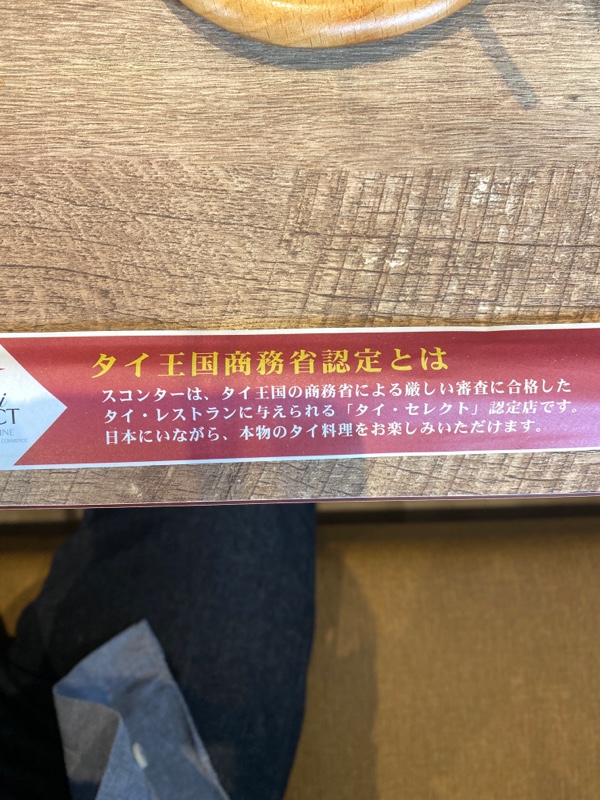 タイ王国商務省認定とは
スコンターは、タイ王国の商務省による厳しい審査に合格した
タイ・レストランに与えられる「タイ・セレクト」認定店です。
日本にいながら、本物のタイ料理をお楽しみいただけます。